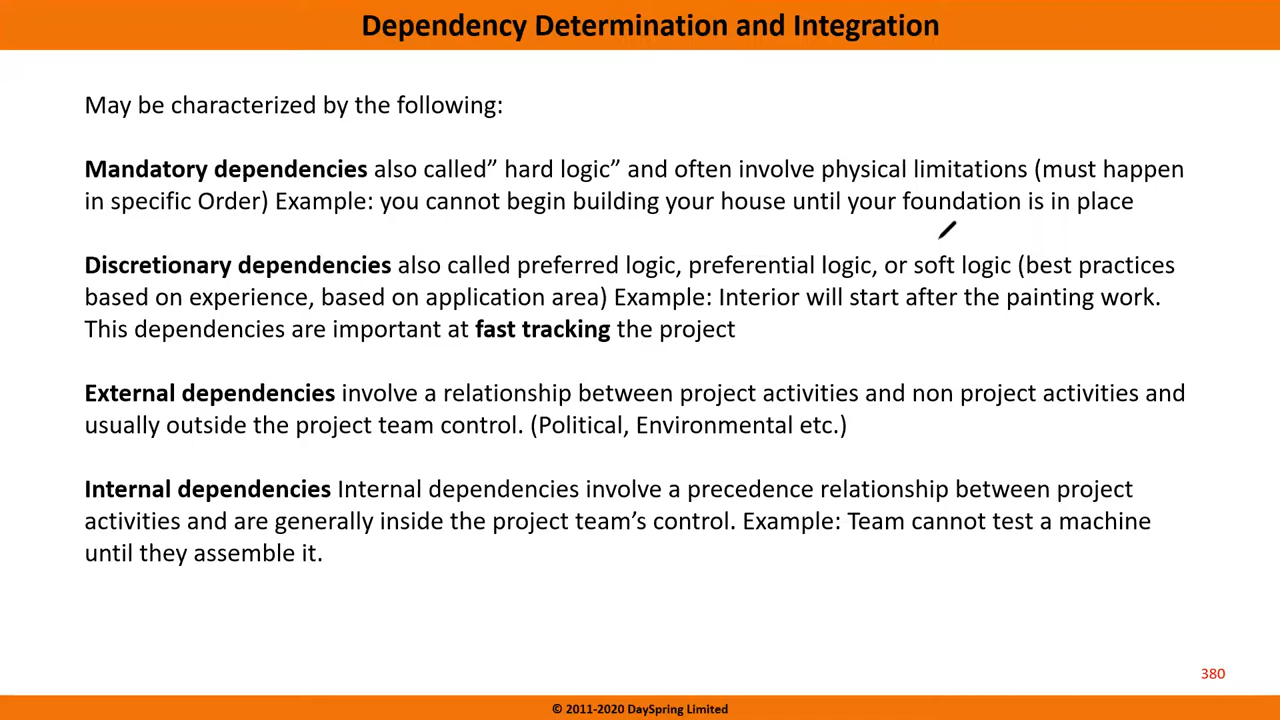 Dependency Determination and Integration
May be characterized by the following:
Mandatory dependencies also called” hard logic” and often involve physical limitations (must happen
in specific Order) Example: you cannot begin building your house until your foundation is in place
Discretionary dependencies also called preferred logic, preferential logic, or soft logic (best practices
based on experience, based on application area) Example: Interior will start after the painting work.
This dependencies are important at fast tracking the project
External dependencies involve a relationship between project activities and non project activities and
usually outside the project team control. (Political, Environmental etc.)
Internal dependencies Internal dependencies involve a precedence relationship between project
activities and are generally inside the project team’s control. Example: Team cannot test a machine
until they assemble it.
380
© 2011-2020 DaySpring Limited